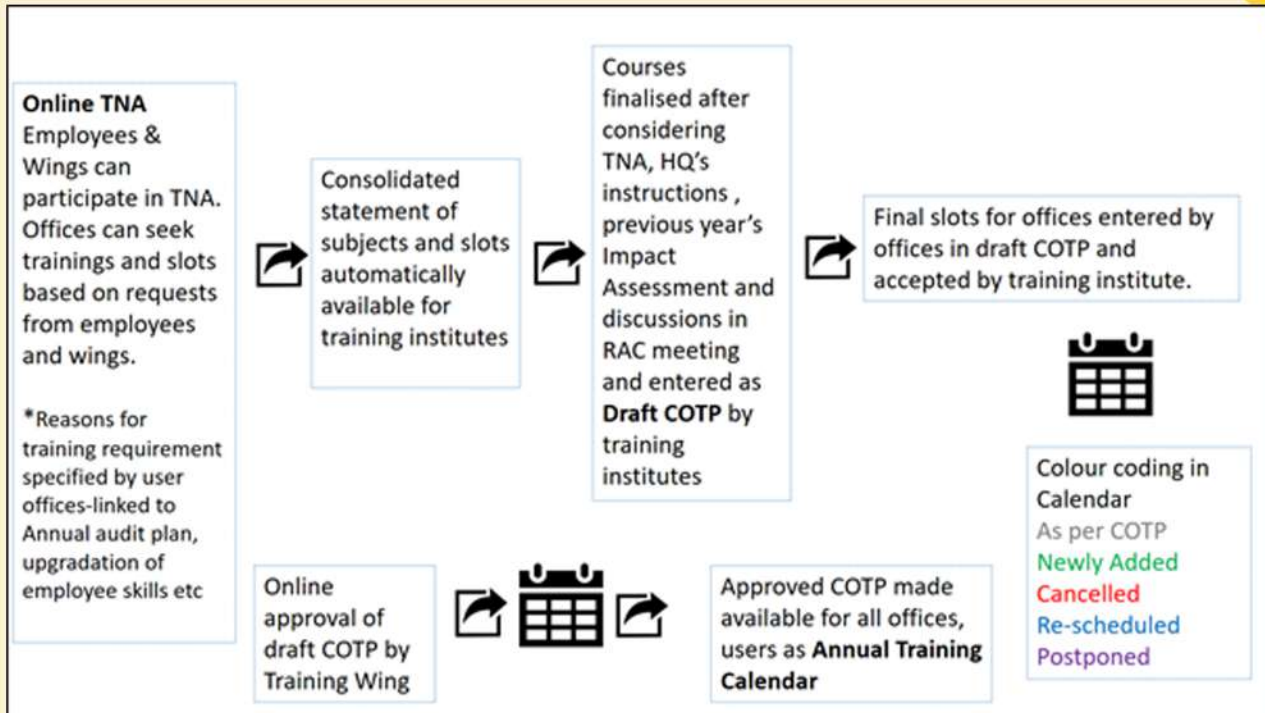 Online TNA
Employees &
Wings can
participate in TNA.
Offices can seek
trainings and slots
based on requests
from employees
and wings.
*Reasons for
training requirement
specified by user
offices-linked to
Annual audit plan,
upgradation of
employee skills etc
Consolidated
statement of
subjects and slots
automatically
available for
training institutes
Courses
finalised after
considering
TNA, HQ's
instructions ,
previous year's
Impact
Assessment and
discussions in
RAC meeting
and entered as
Draft COTP by
training
institutes
Final slots for offices entered by
offices in draft COTP and
accepted by training institute.
Online
approval of
draft COTP by
Training Wing
Approved COTP made
available for all offices,
users as Annual Training
Calendar
Colour coding in
Calendar
As per COTP
Newly Added
Cancelled
Re-scheduled
Postponed